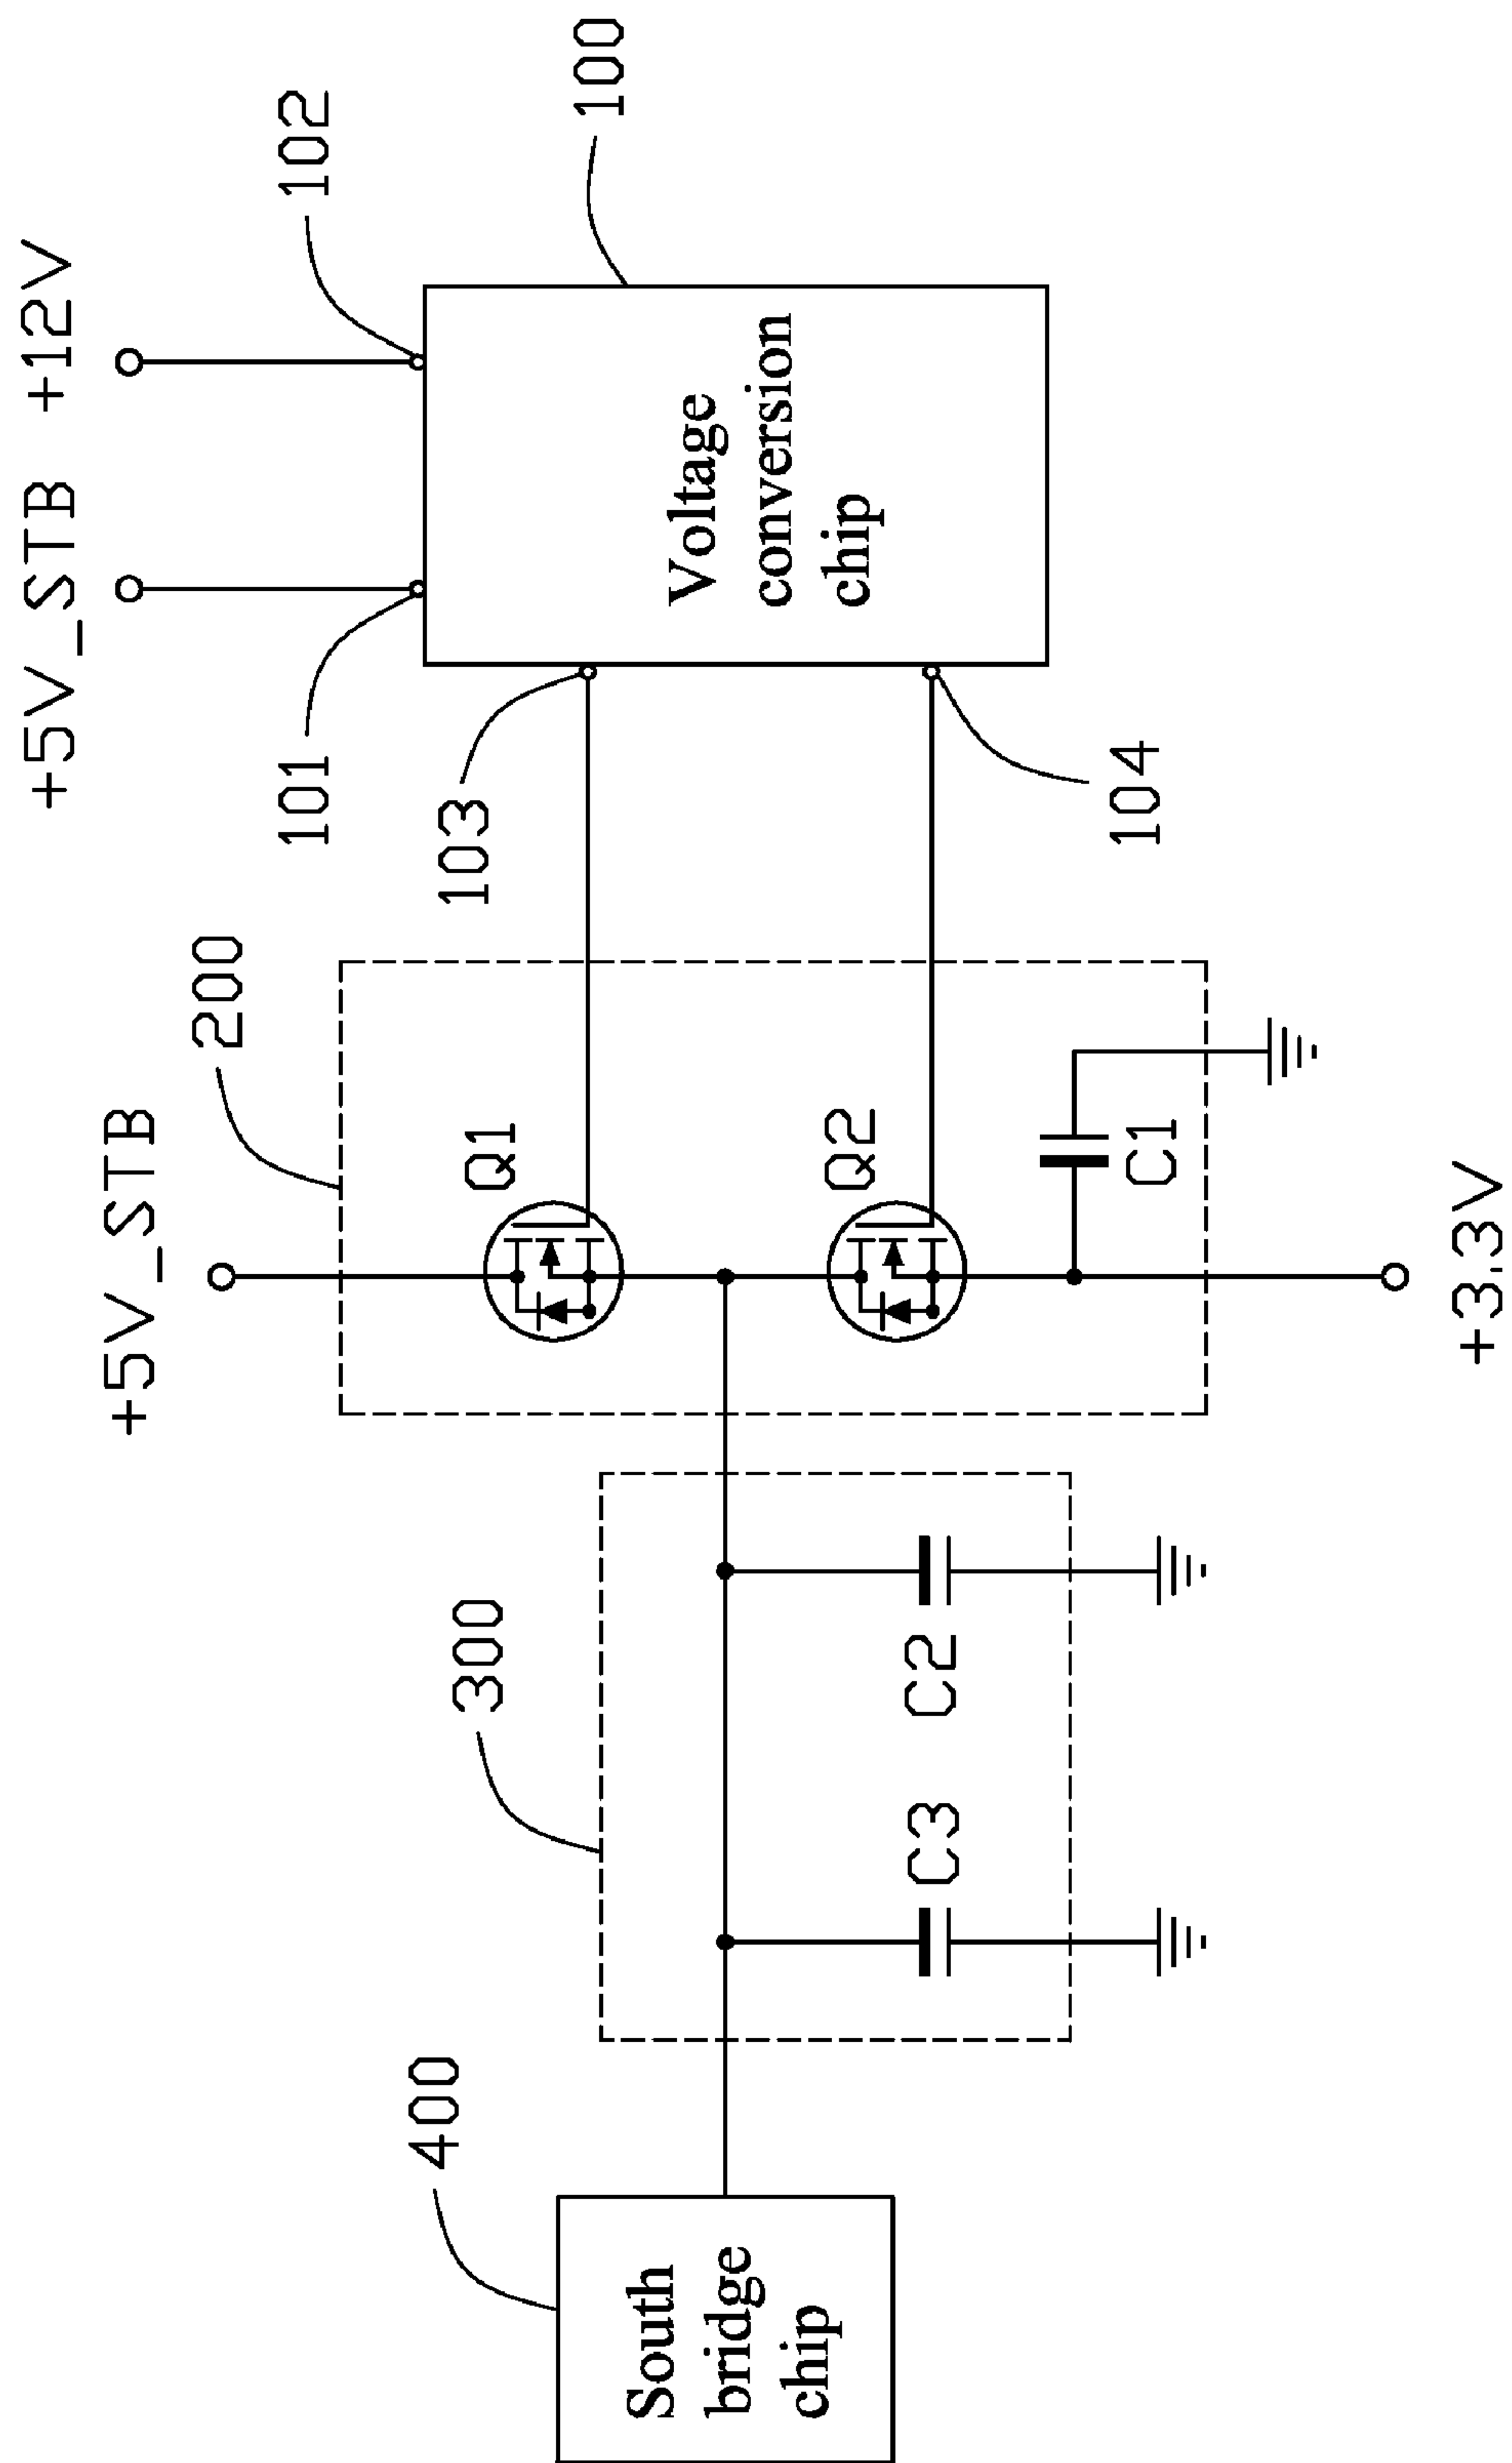 +5V_STB +12V
102
100
101
Voltage
conversion
chip
103
104
+5V_STB
200
Q1
Q2
C1
+3.3V
300
C2
C3
400
South
bridge
chip